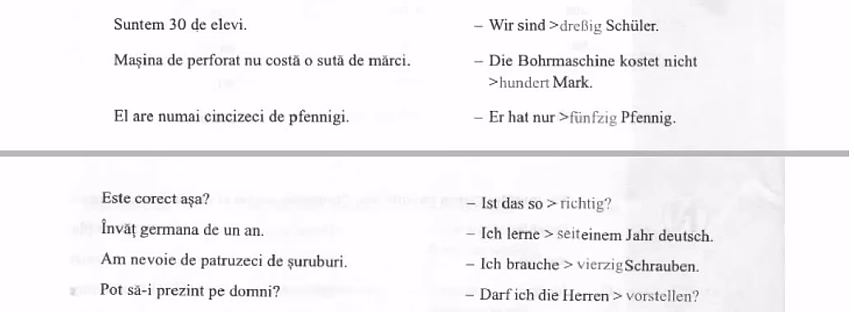 Suntem 30 de elevi. – Wir sind >dreßig Schüler.
Mașina de perforat nu costă o sută de mărci. – Die Bohrmaschine kostet nicht
>hundert Mark.
El are numai cincizeci de pfennigi. – Er hat nur >fünfzig Pfennig.
Este corect așa? – Ist das so > richtig?
Învăț germana de un an. – Ich lerne > seit einem Jahr deutsch.
Am nevoie de patruzeci de șuruburi. – Ich brauche > vierzig Schrauben.
Pot să-i prezint pe domni? – Darf ich die Herren > vorstellen?